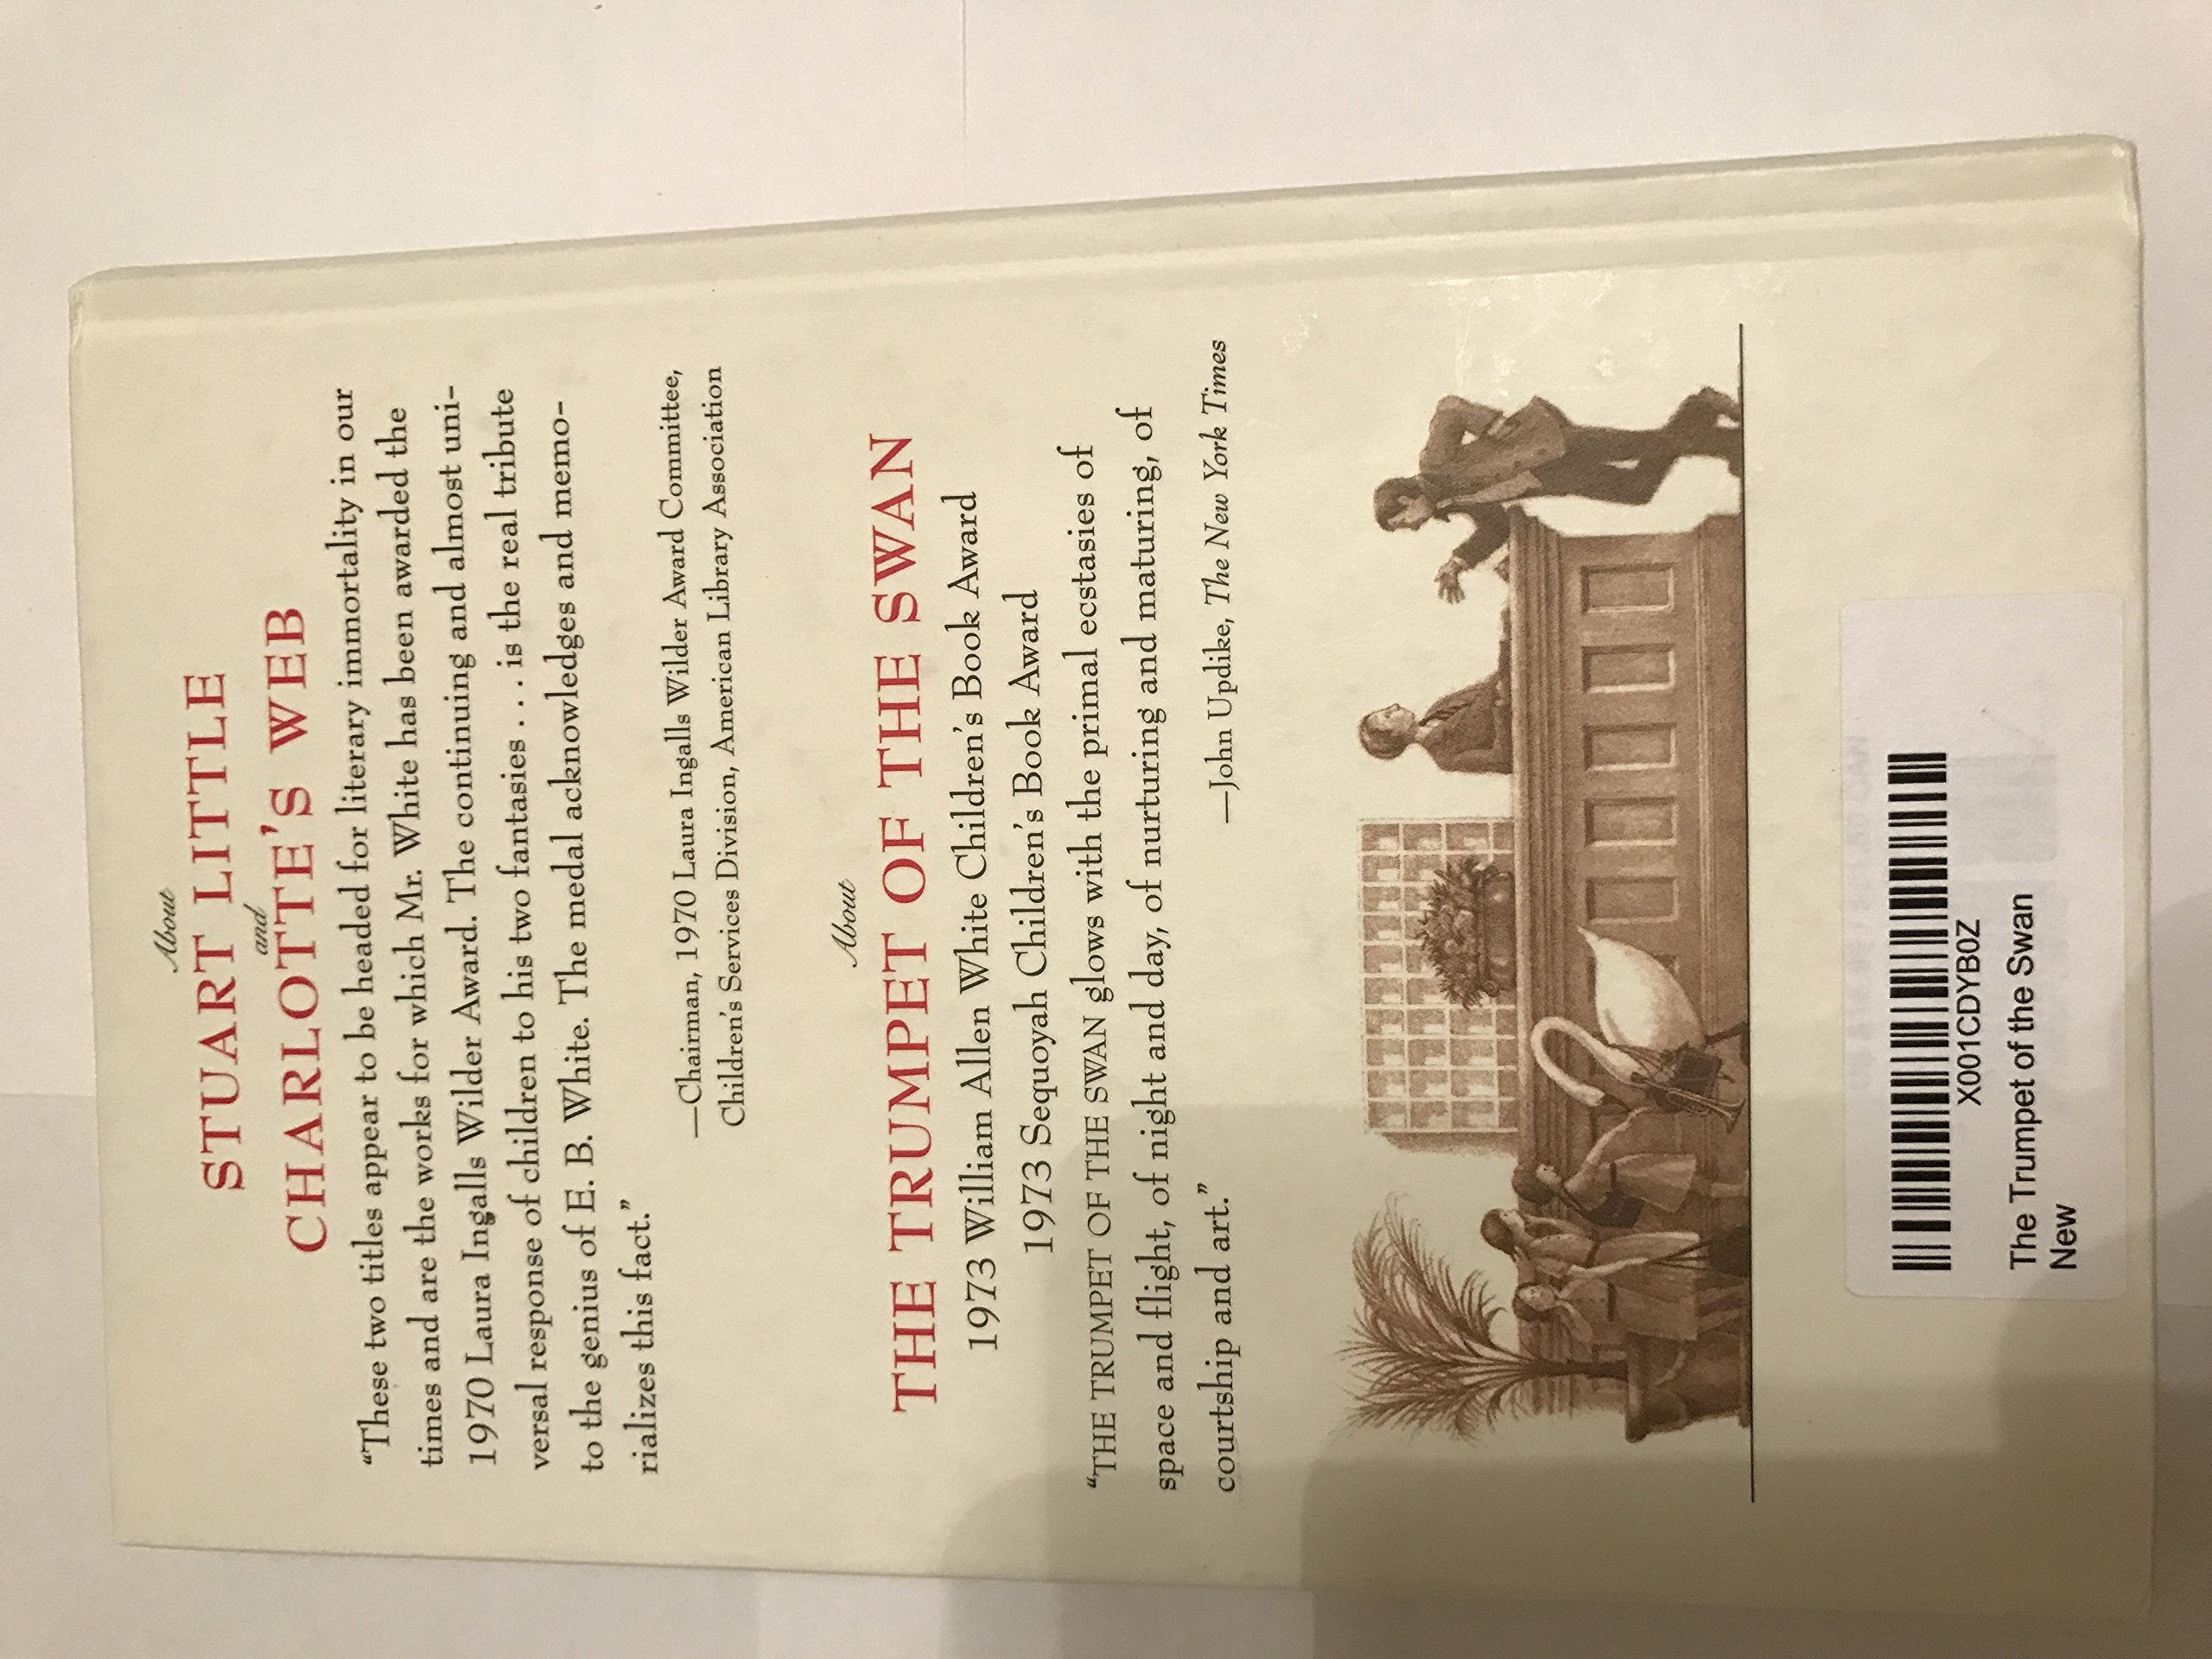 About
STUART LITTLE
and
CHARLOTTE'S WEB
“These two titles appear to be headed for literary immortality in our
times and are the works for which Mr. White has been awarded the
1970 Laura Ingalls Wilder Award. The continuing and almost uni-
versal response of children to his two fantasies . . . is the real tribute
to the genius of E. B. White. The medal acknowledges and memo-
rializes this fact.”
—Chairman, 1970 Laura Ingalls Wilder Award Committee,
Children's Services Division, American Library Association
About
THE TRUMPET OF THE SWAN
1973 William Allen White Children's Book Award
1973 Sequoyah Children's Book Award
“THE TRUMPET OF THE SWAN glows with the primal ecstasies of
space and flight, of night and day, of nurturing and maturing, of
courtship and art.”
—John Updike, The New York Times
X001CDYB0Z
The Trumpet of the Swan
New